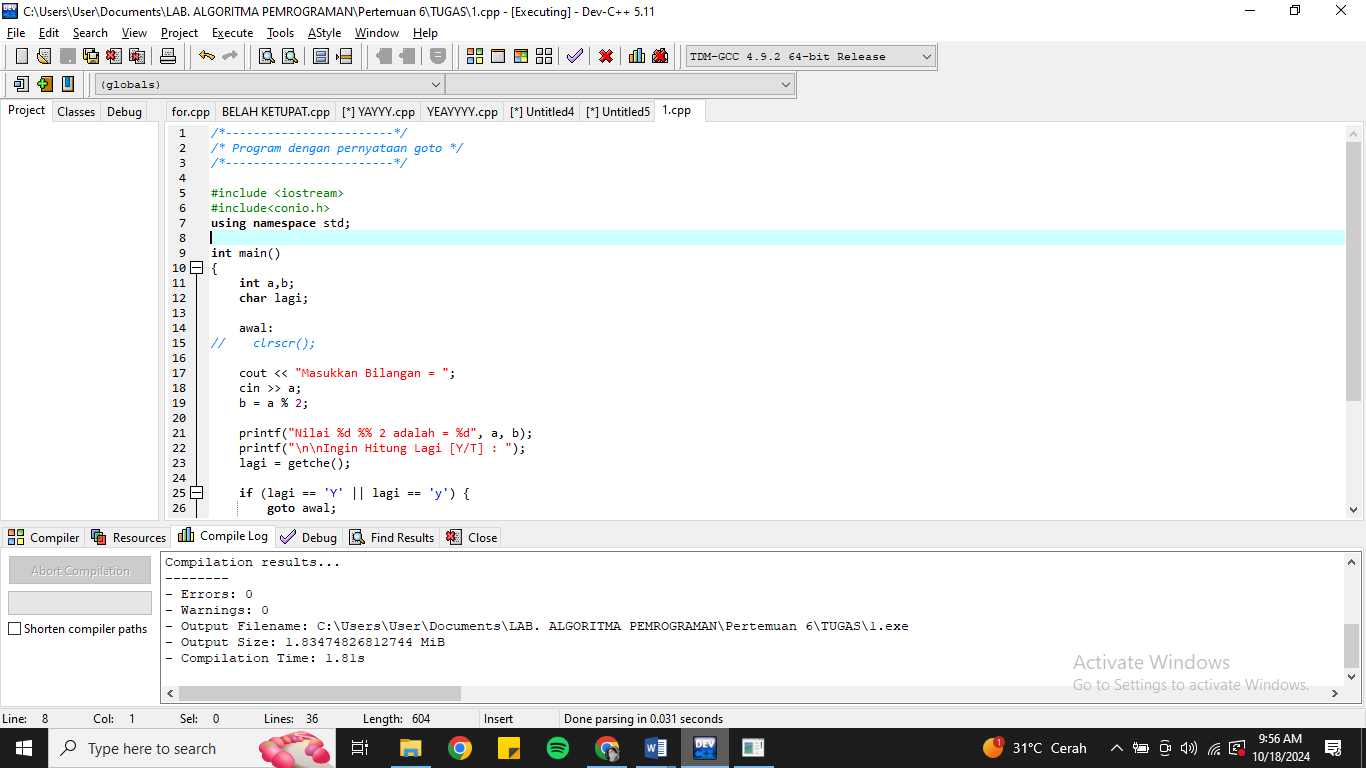 C:\Users\User\Documents\LAB. ALGORITMA PEMROGRAMAN\Pertemuan 6\TUGAS\1.cpp - [Executing] - Dev-C++ 5.11
File Edit Search View Project Execute Tools AStyle Window Help
TDM-GCC 4.9.2 64-bit Release
(globals)
Project Classes Debug
for.cpp BELAH KETUPAT.cpp [*] YAYYY.cpp YEAYYYY.cpp [*] Untitled4 [*] Untitled5 1.cpp
1 /*------------------------*/
2 /* Program dengan pernyataan goto */
3 /*------------------------*/
4
5 #include <iostream>
6 #include<conio.h>
7 using namespace std;
8
9 int main()
10 {
11 int a,b;
12 char lagi;
13
14 awal:
15 // clrscr();
16
17 cout << "Masukkan Bilangan = ";
18 cin >> a;
19 b = a % 2;
20
21 printf("Nilai %d %% 2 adalah = %d", a, b);
22 printf("\n\nIngin Hitung Lagi [Y/T] : ");
23 lagi = getche();
24
25 if (lagi == 'Y' || lagi == 'y') {
26 goto awal;
Compiler Resources Compile Log Debug Find Results Close
Abort Compilation
Shorten compiler paths
Compilation results...
--------
- Errors: 0
- Warnings: 0
- Output Filename: C:\Users\User\Documents\LAB. ALGORITMA PEMROGRAMAN\Pertemuan 6\TUGAS\1.exe
- Output Size: 1.83474826812744 MiB
- Compilation Time: 1.81s
Activate Windows
Go to Settings to activate Windows.
Line: 8 Col: 1 Sel: 0 Lines: 36 Length: 604 Insert Done parsing in 0.031 seconds
Type here to search
DEV
31°C Cerah
9:56 AM
10/18/2024